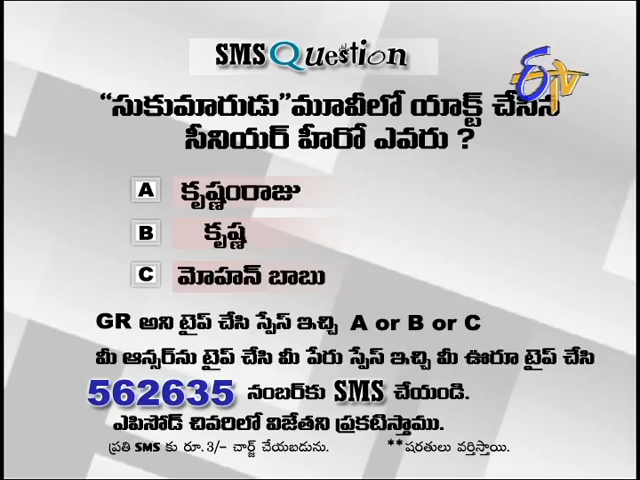 SMS Question
ETV
“సుకుమారుడు”మూవీలో యాక్ట్ చేసిన
సీనియర్ హీరో ఎవరు ?
A కృష్ణంరాజు
B కృష్ణ
C మోహన్ బాబు
GR అని టైప్ చేసి స్పేస్ ఇచ్చి A or B or C
మీ ఆన్సర్‌ను టైప్ చేసి మీ పేరు స్పేస్ ఇచ్చి మీ ఊరూ టైప్ చేసి
562635 నంబర్‌కు SMS చేయండి.
ఎపిసోడ్ చివరిలో విజేతని ప్రకటిస్తాము.
ప్రతి SMS కు రూ. 3/- చార్జ్ చేయబడును. **షరతులు వర్తిస్తాయి.